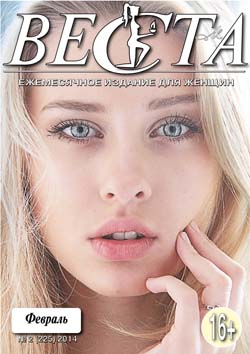 ВЕСТА
ЕЖЕМЕСЯЧНОЕ ИЗДАНИЕ ДЛЯ ЖЕНЩИН
Февраль
№ 2 (225) 2014
16+